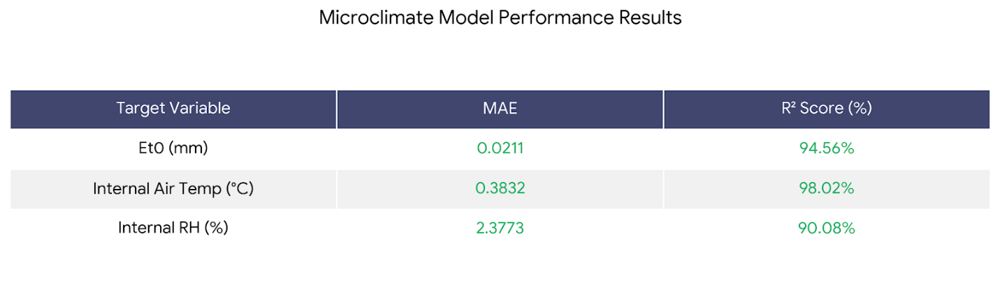 Microclimate Model Performance Results
Target Variable MAE R² Score (%)
Et0 (mm) 0.0211 94.56%
Internal Air Temp (°C) 0.3832 98.02%
Internal RH (%) 2.3773 90.08%